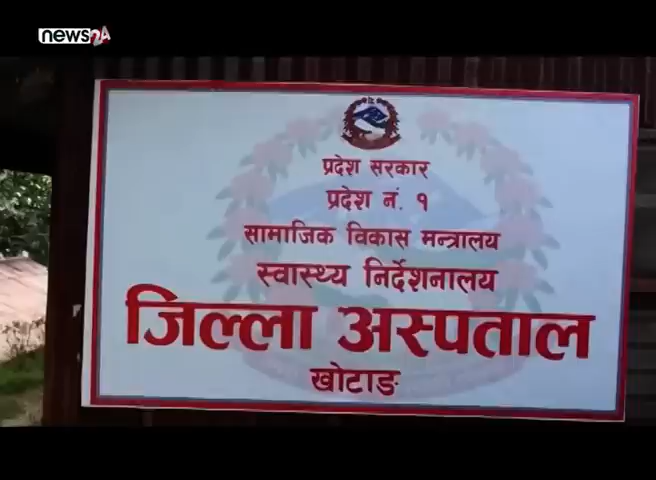 news24
प्रदेश सरकार
प्रदेश नं. १
सामाजिक विकास मन्त्रालय
स्वास्थ्य निर्देशनालय
जिल्ला अस्पताल
खोटाङ